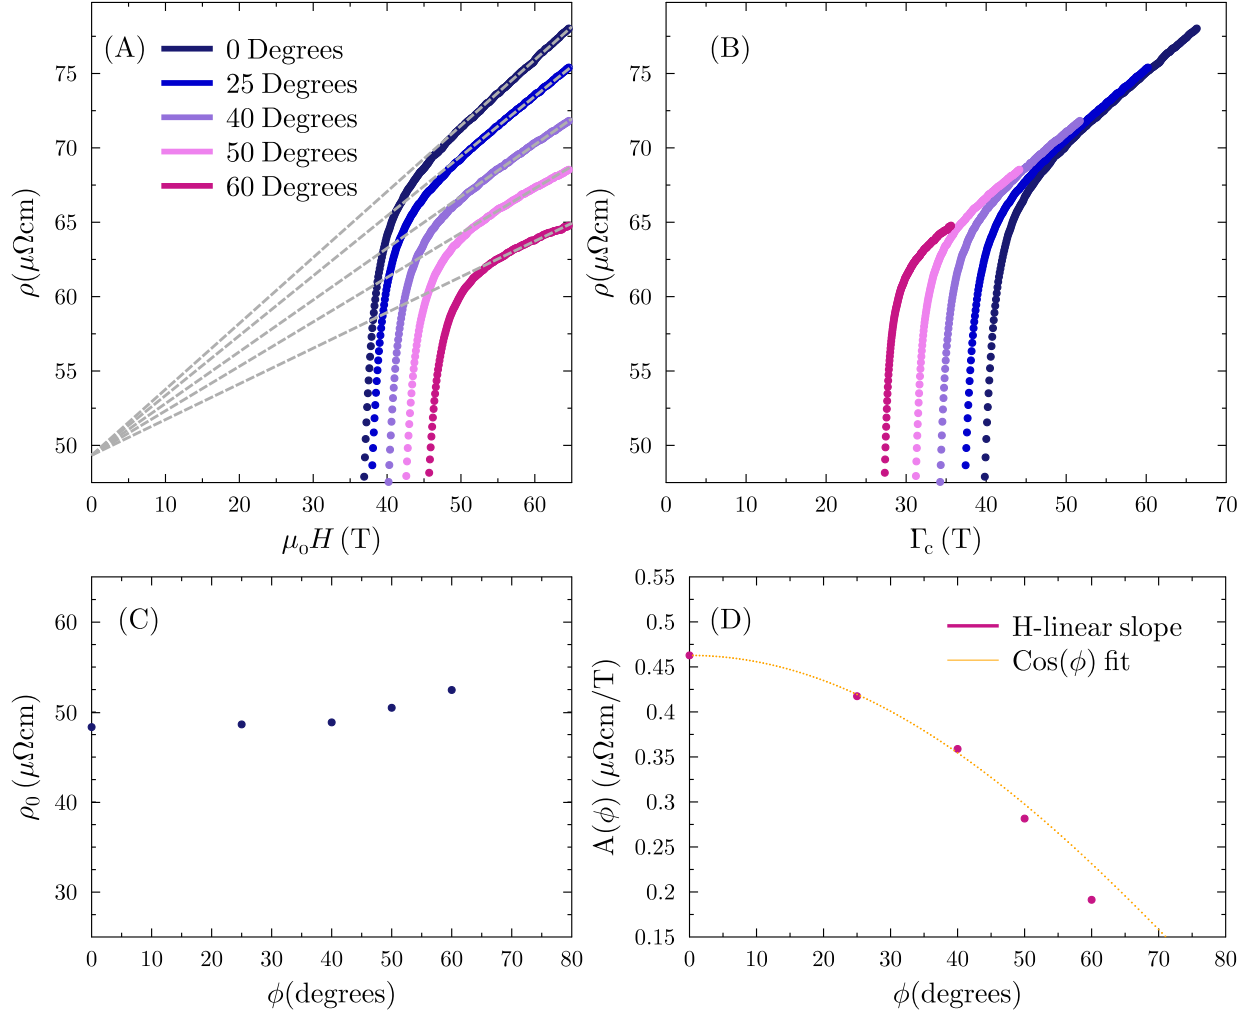 (A)
0 Degrees
25 Degrees
40 Degrees
50 Degrees
60 Degrees
75
70
65
60
55
50
ρ(μΩcm)
0 10 20 30 40 50 60
μₒH (T)
(B)
75
70
65
60
55
50
ρ(μΩcm)
0 10 20 30 40 50 60 70
Γc (T)
(C)
60
50
40
30
ρ₀ (μΩcm)
0 10 20 30 40 50 60 70 80
ϕ(degrees)
(D)
H-linear slope
Cos(ϕ) fit
0.55
0.5
0.45
0.4
0.35
0.3
0.25
0.2
0.15
A(ϕ) (μΩcm/T)
0 10 20 30 40 50 60 70 80
ϕ(degrees)